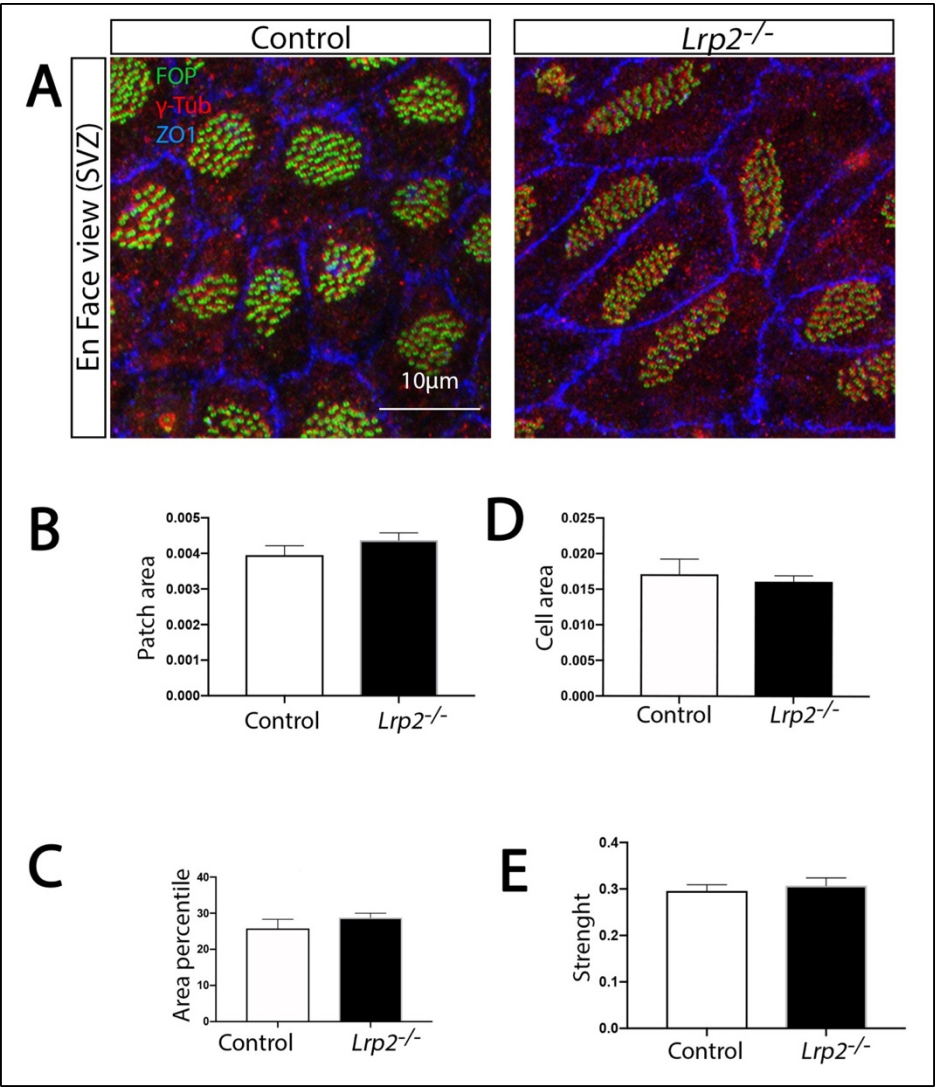 Control
Lrp2-/-
A
En Face view (SVZ)
FOP
γ-Tub
ZO1
10µm
B
Patch area
0.005
0.004
0.003
0.002
0.001
0.000
Control
Lrp2-/-
D
Cell area
0.025
0.020
0.015
0.010
0.005
0.000
Control
Lrp2-/-
C
Area percentile
40
30
20
10
0
Control
Lrp2-/-
E
Strenght
0.4
0.3
0.2
0.1
0.0
Control
Lrp2-/-